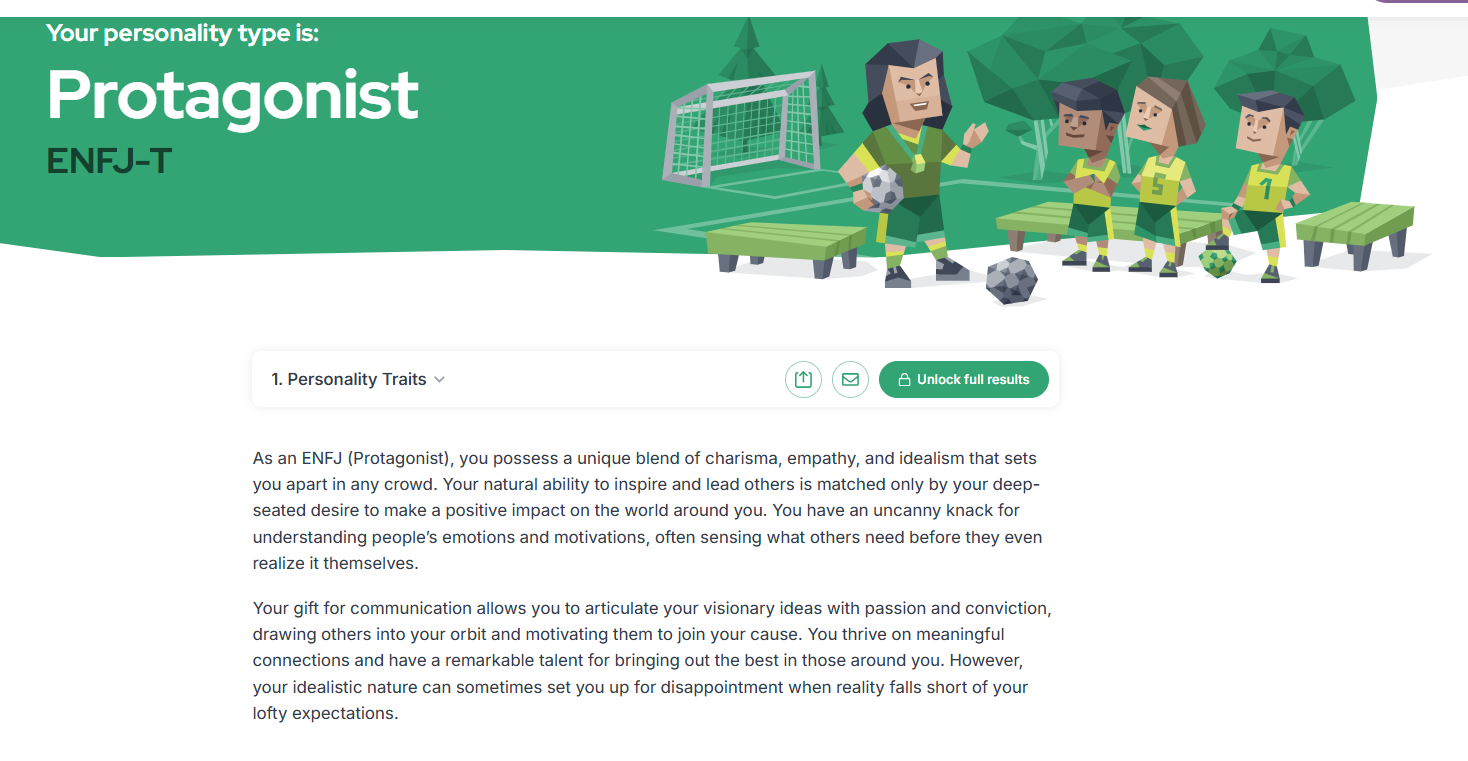 Your personality type is:
Protagonist
ENFJ-T
5
1
1. Personality Traits
Unlock full results
As an ENFJ (Protagonist), you possess a unique blend of charisma, empathy, and idealism that sets
you apart in any crowd. Your natural ability to inspire and lead others is matched only by your deep-
seated desire to make a positive impact on the world around you. You have an uncanny knack for
understanding people’s emotions and motivations, often sensing what others need before they even
realize it themselves.
Your gift for communication allows you to articulate your visionary ideas with passion and conviction,
drawing others into your orbit and motivating them to join your cause. You thrive on meaningful
connections and have a remarkable talent for bringing out the best in those around you. However,
your idealistic nature can sometimes set you up for disappointment when reality falls short of your
lofty expectations.